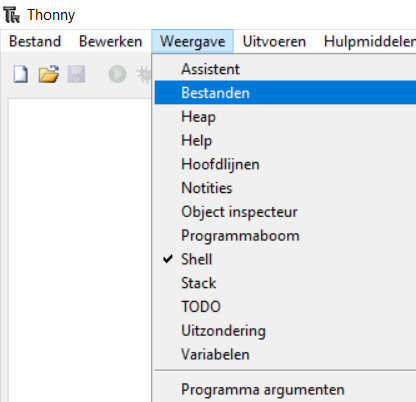 Thonny
Bestand Bewerken Weergave Uitvoeren Hulpmiddelen
Assistent
Bestanden
Heap
Help
Hoofdlijnen
Notities
Object inspecteur
Programmaboom
Shell
Stack
TODO
Uitzondering
Variabelen
Programma argumenten